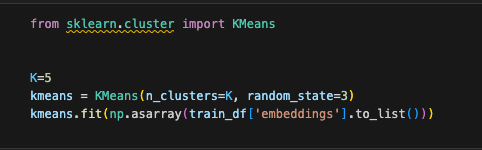 from sklearn.cluster import KMeans
K=5
kmeans = KMeans(n_clusters=K, random_state=3)
kmeans.fit(np.asarray(train_df['embeddings'].to_list()))